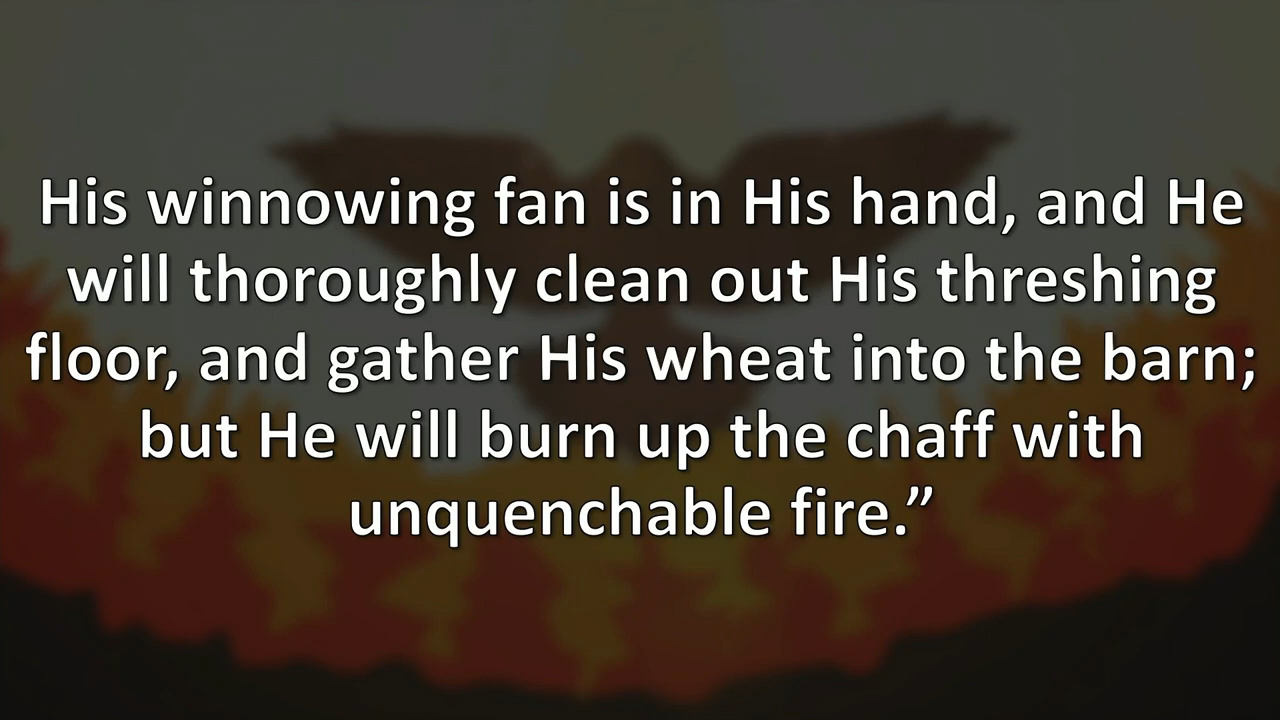 His winnowing fan is in His hand, and He
will thoroughly clean out His threshing
floor, and gather His wheat into the barn;
but He will burn up the chaff with
unquenchable fire.”